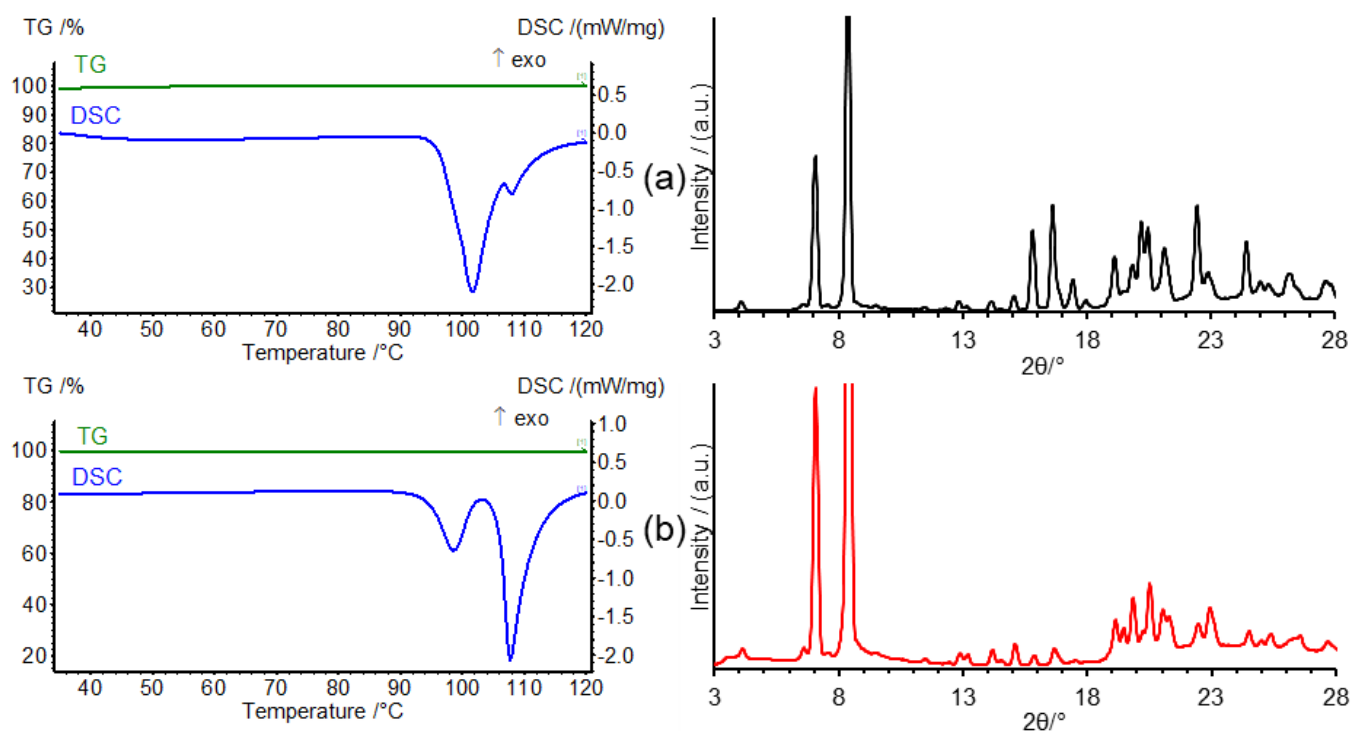 TG /%
DSC /(mW/mg)
↑ exo
TG
[1]
DSC
[1]
100
90
80
70
60
50
40
30
0.5
0.0
-0.5
-1.0
-1.5
-2.0
40 50 60 70 80 90 100 110 120
Temperature /°C
(a)
Intensity / (a.u.)
3 8 13 18 23 28
2θ/°
TG /%
DSC /(mW/mg)
↑ exo
TG
[1]
DSC
[1]
100
80
60
40
20
1.0
0.5
0.0
-0.5
-1.0
-1.5
-2.0
40 50 60 70 80 90 100 110 120
Temperature /°C
(b)
Intensity / (a.u.)
3 8 13 18 23 28
2θ/°